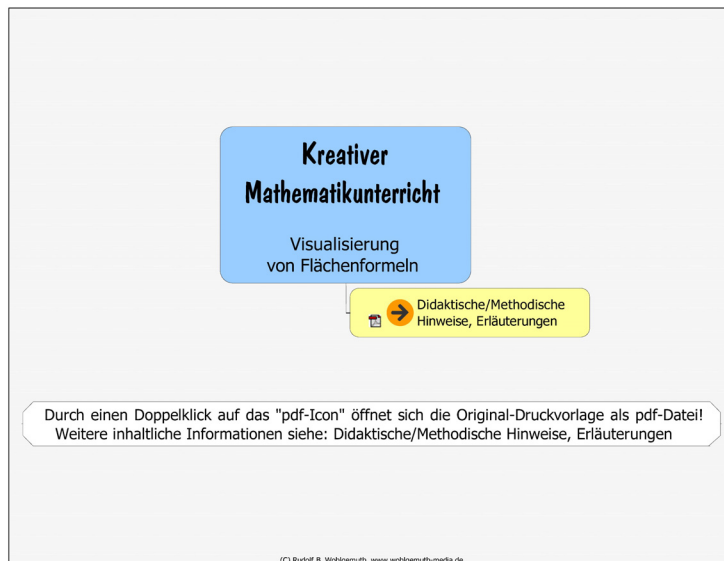 Kreativer
Mathematikunterricht
Visualisierung
von Flächenformeln
Didaktische/Methodische
Hinweise, Erläuterungen
Durch einen Doppelklick auf das "pdf-Icon" öffnet sich die Original-Druckvorlage als pdf-Datei!
Weitere inhaltliche Informationen siehe: Didaktische/Methodische Hinweise, Erläuterungen
(C) Rudolf B. Wohlgemuth, www.wohlgemuth-media.de